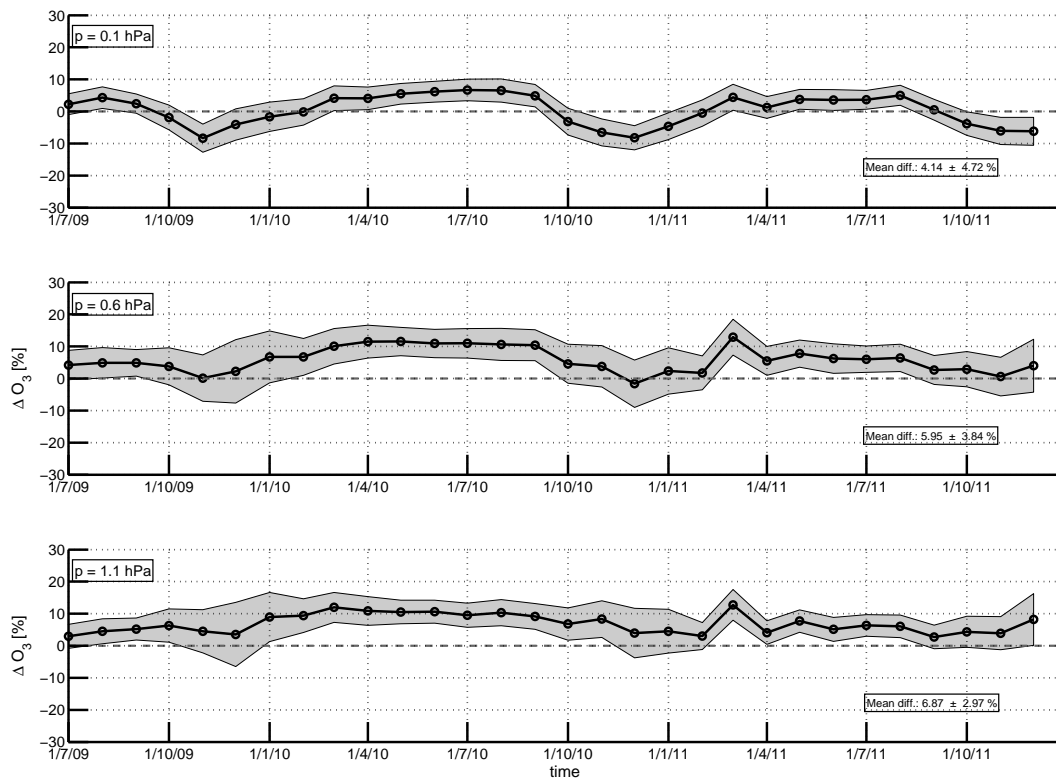 30
20
10
0
−10
−20
−30
p = 0.1 hPa
Mean diff.: 4.14 ± 4.72 %
1/7/09 1/10/09 1/1/10 1/4/10 1/7/10 1/10/10 1/1/11 1/4/11 1/7/11 1/10/11
30
20
10
0
−10
−20
−30
Δ O3 [%]
p = 0.6 hPa
Mean diff.: 5.95 ± 3.84 %
1/7/09 1/10/09 1/1/10 1/4/10 1/7/10 1/10/10 1/1/11 1/4/11 1/7/11 1/10/11
30
20
10
0
−10
−20
−30
Δ O3 [%]
p = 1.1 hPa
Mean diff.: 6.87 ± 2.97 %
1/7/09 1/10/09 1/1/10 1/4/10 1/7/10 1/10/10 1/1/11 1/4/11 1/7/11 1/10/11
time